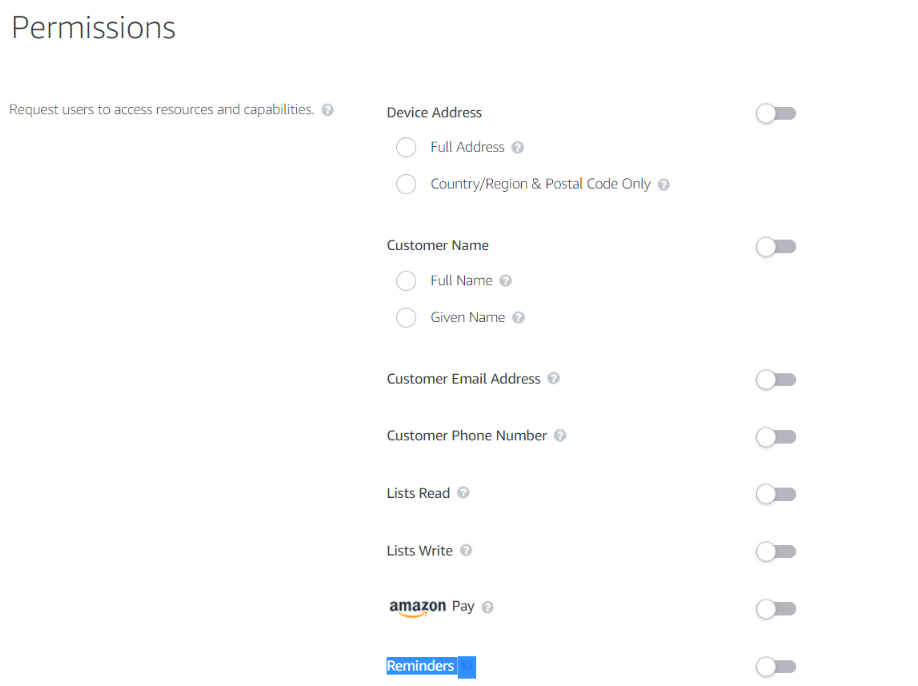 Permissions
Request users to access resources and capabilities. ?
Device Address
Full Address ?
Country/Region & Postal Code Only ?
Customer Name
Full Name ?
Given Name ?
Customer Email Address ?
Customer Phone Number ?
Lists Read ?
Lists Write ?
amazon Pay ?
Reminders ?